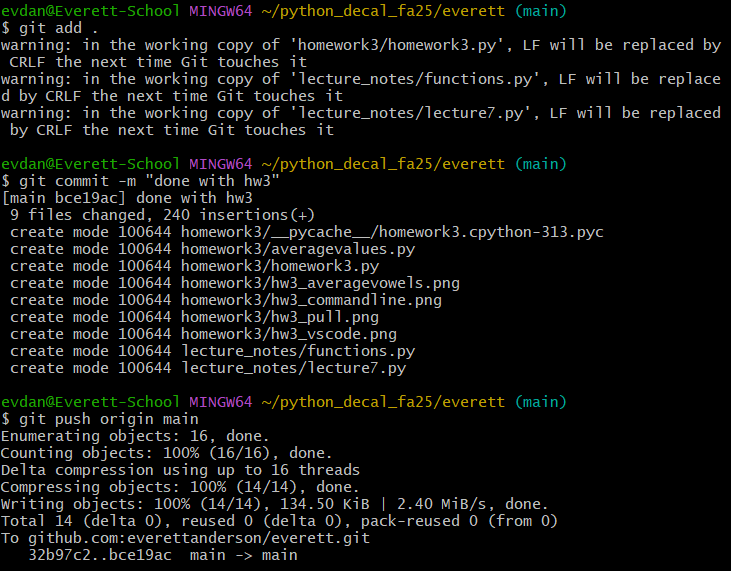 evdan@Everett-School MINGW64 ~/python_decal_fa25/everett (main)
$ git add .
warning: in the working copy of 'homework3/homework3.py', LF will be replaced by
 CRLF the next time Git touches it
warning: in the working copy of 'lecture_notes/functions.py', LF will be replace
d by CRLF the next time Git touches it
warning: in the working copy of 'lecture_notes/lecture7.py', LF will be replaced
 by CRLF the next time Git touches it

evdan@Everett-School MINGW64 ~/python_decal_fa25/everett (main)
$ git commit -m "done with hw3"
[main bce19ac] done with hw3
 9 files changed, 240 insertions(+)
 create mode 100644 homework3/__pycache__/homework3.cpython-313.pyc
 create mode 100644 homework3/averagevalues.py
 create mode 100644 homework3/homework3.py
 create mode 100644 homework3/hw3_averagevowels.png
 create mode 100644 homework3/hw3_commandline.png
 create mode 100644 homework3/hw3_pull.png
 create mode 100644 homework3/hw3_vscode.png
 create mode 100644 lecture_notes/functions.py
 create mode 100644 lecture_notes/lecture7.py

evdan@Everett-School MINGW64 ~/python_decal_fa25/everett (main)
$ git push origin main
Enumerating objects: 16, done.
Counting objects: 100% (16/16), done.
Delta compression using up to 16 threads
Compressing objects: 100% (14/14), done.
Writing objects: 100% (14/14), 134.50 KiB | 2.40 MiB/s, done.
Total 14 (delta 0), reused 0 (delta 0), pack-reused 0 (from 0)
To github.com:everettanderson/everett.git
   32b97c2..bce19ac  main -> main